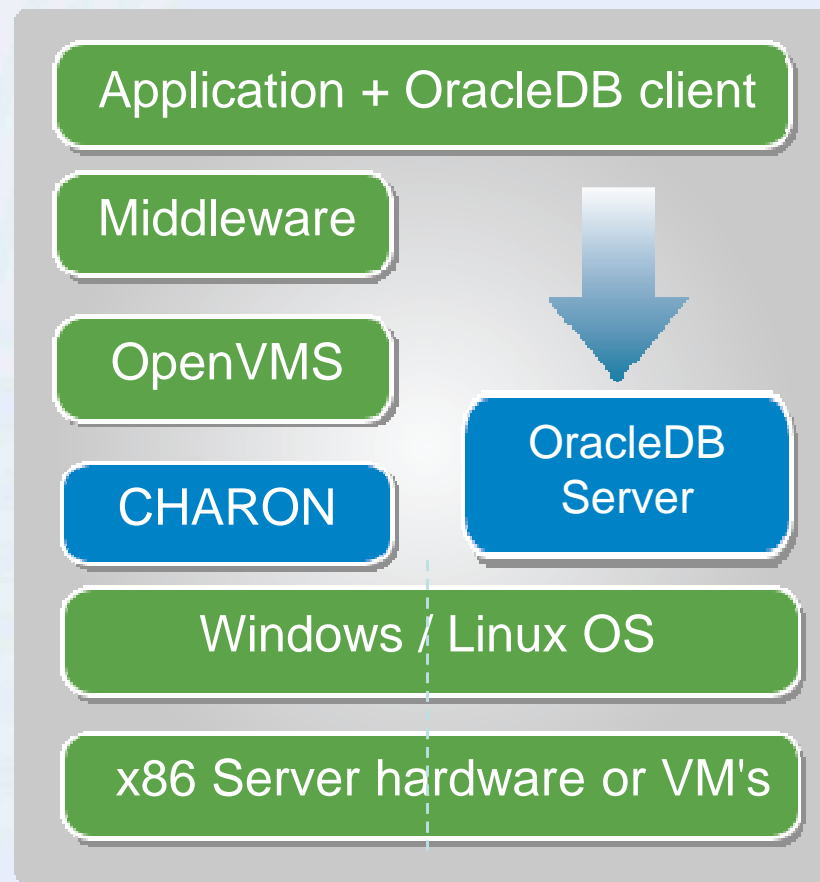 Application + OracleDB client
Middleware
OpenVMS
OracleDB
Server
CHARON
Windows / Linux OS
x86 Server hardware or VM's